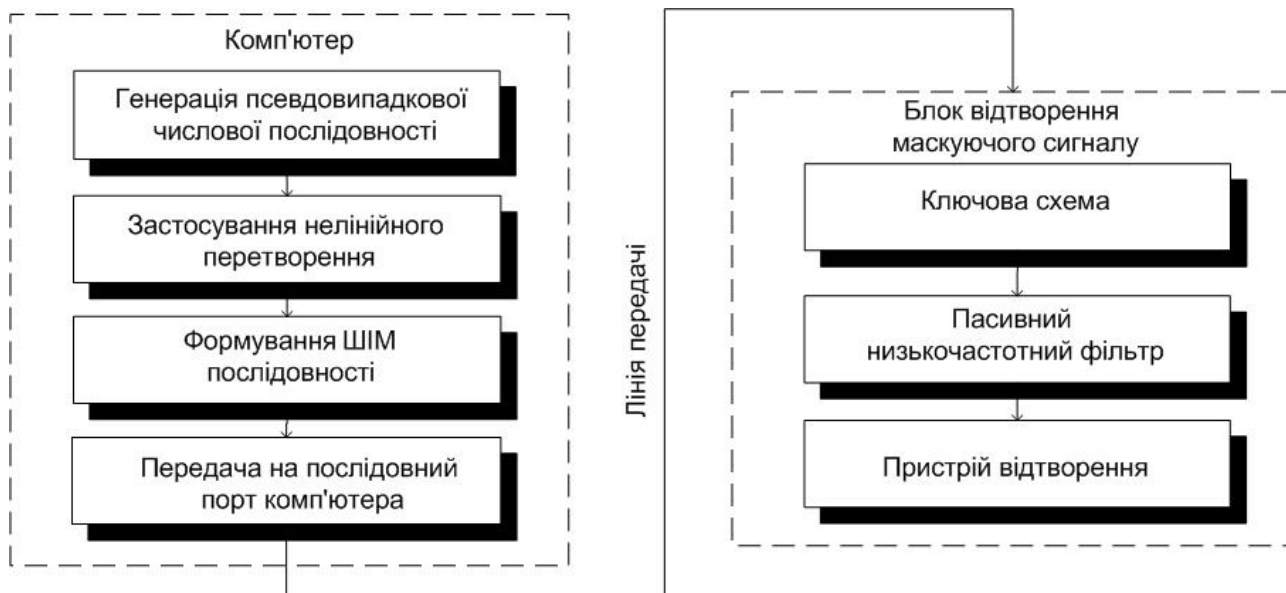 Комп'ютер
Генерація псевдовипадкової
числової послідовності
Застосування нелінійного
перетворення
Формування ШІМ
послідовності
Передача на послідовний
порт комп'ютера
Лінія передачі
Блок відтворення
маскуючого сигналу
Ключова схема
Пасивний
низькочастотний фільтр
Пристрій відтворення